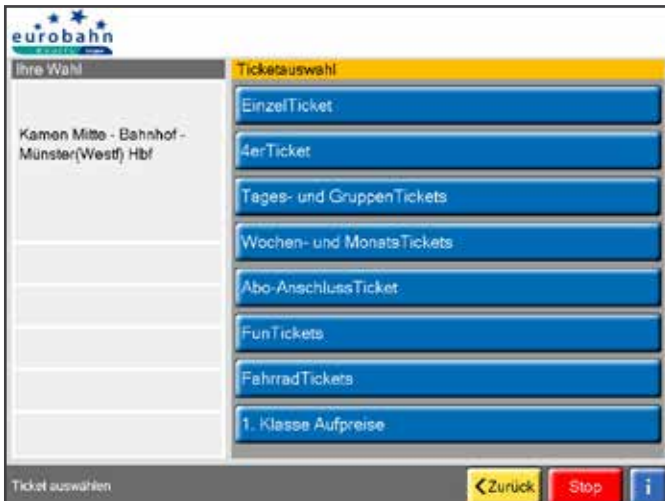 eurobahn
Ihre Wahl
Ticketauswahl
Kamen Mitte - Bahnhof -
Münster(Westf) Hbf
EinzelTicket
4erTicket
Tages- und GruppenTickets
Wochen- und MonatsTickets
Abo-AnschlussTicket
FunTickets
FahrradTickets
1. Klasse Aufpreise
Ticket auswählen
<Zurück
Stop
i